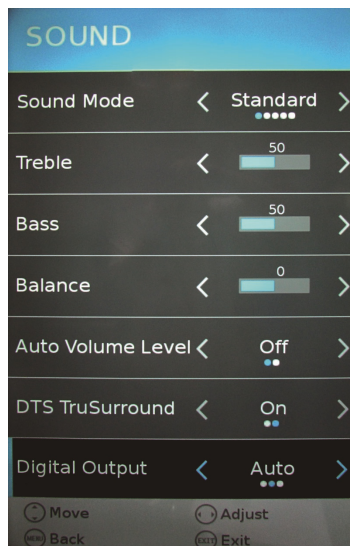 SOUND
Sound Mode Standard
Treble 50
Bass 50
Balance 0
Auto Volume Level Off
DTS TruSurround On
Digital Output Auto
Move Adjust
MENU Back EXIT Exit